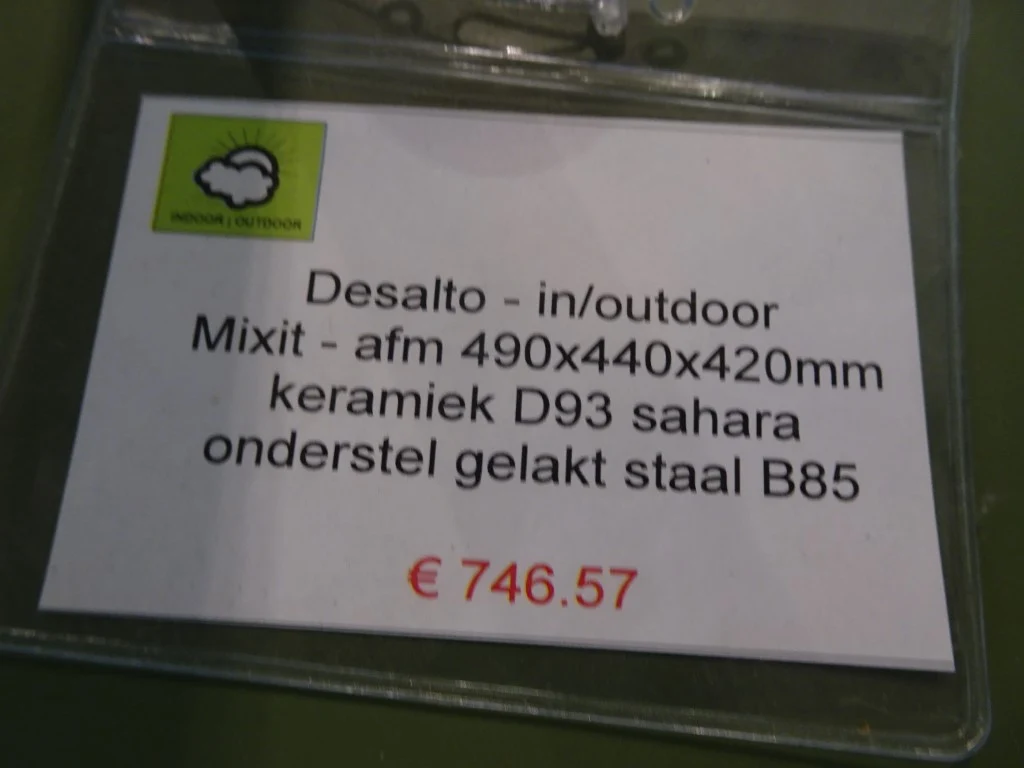 INDOOR | OUTDOOR
Desalto - in/outdoor
Mixit - afm 490x440x420mm
keramiek D93 sahara
onderstel gelakt staal B85
€ 746.57